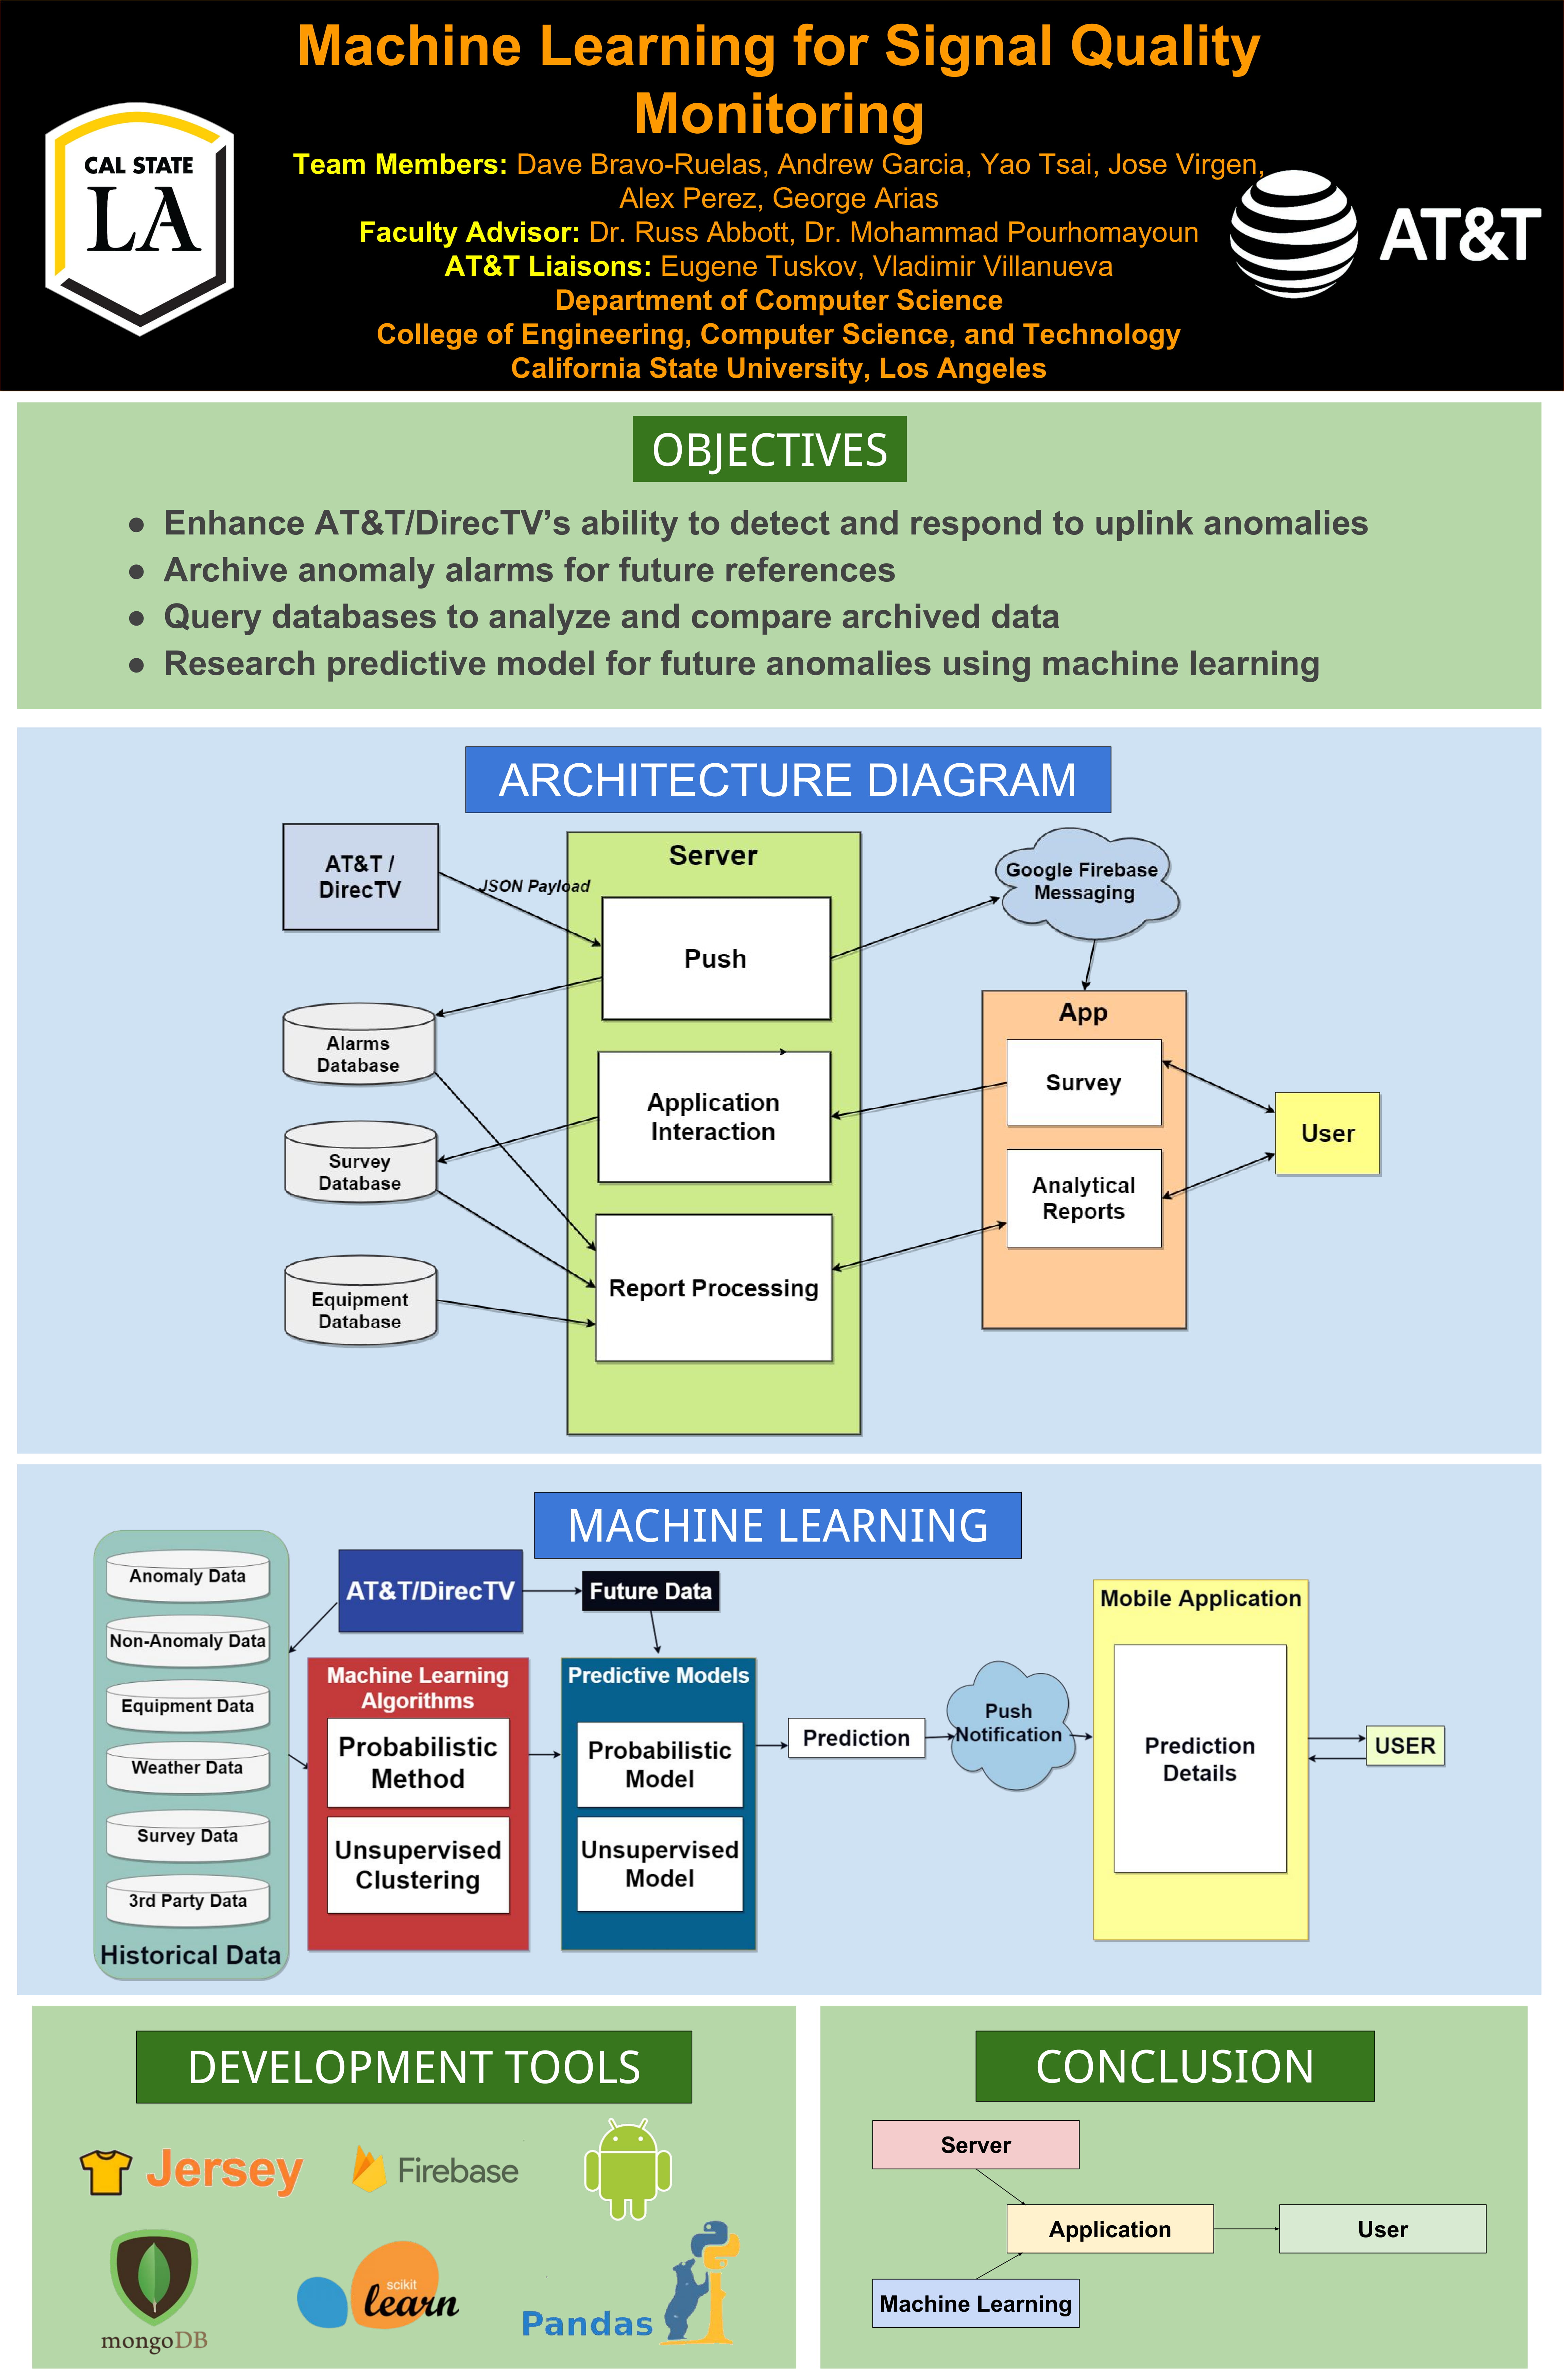 Machine Learning for Signal Quality
Monitoring
CAL STATE
LA
Team Members: Dave Bravo-Ruelas, Andrew Garcia, Yao Tsai, Jose Virgen,
Alex Perez, George Arias
Faculty Advisor: Dr. Russ Abbott, Dr. Mohammad Pourhomayoun
AT&T Liaisons: Eugene Tuskov, Vladimir Villanueva
Department of Computer Science
College of Engineering, Computer Science, and Technology
California State University, Los Angeles
AT&T
OBJECTIVES
● Enhance AT&T/DirecTV’s ability to detect and respond to uplink anomalies
● Archive anomaly alarms for future references
● Query databases to analyze and compare archived data
● Research predictive model for future anomalies using machine learning
ARCHITECTURE DIAGRAM
AT&T /
DirecTV
JSON Payload
Server
Push
Google Firebase
Messaging
Alarms
Database
Application
Interaction
App
Survey
User
Survey
Database
Analytical
Reports
Report Processing
Equipment
Database
MACHINE LEARNING
Anomaly Data
Non-Anomaly Data
Equipment Data
Weather Data
Survey Data
3rd Party Data
Historical Data
AT&T/DirecTV
Future Data
Machine Learning
Algorithms
Probabilistic
Method
Unsupervised
Clustering
Predictive Models
Probabilistic
Model
Unsupervised
Model
Prediction
Push
Notification
Mobile Application
Prediction
Details
USER
DEVELOPMENT TOOLS
Jersey
Firebase
mongoDB
scikit
learn
Pandas
CONCLUSION
Server
Application
User
Machine Learning